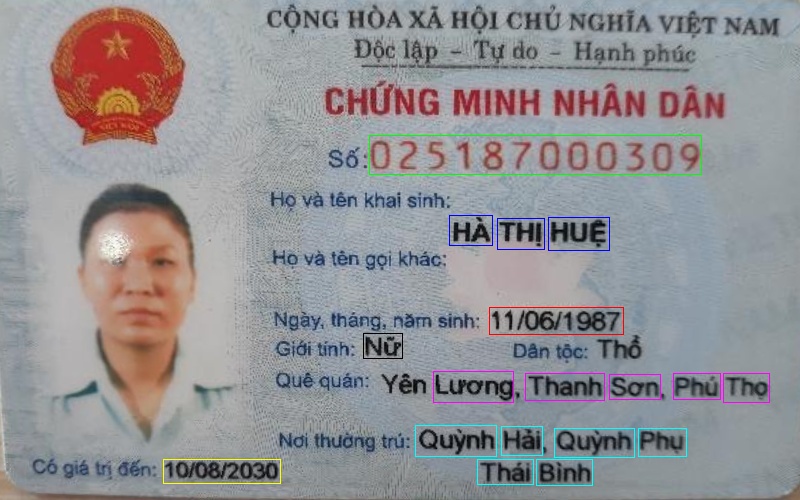 CỘNG HÒA XÃ HỘI CHỦ NGHĨA VIỆT NAM
Độc lập - Tự do - Hạnh phúc
CHỨNG MINH NHÂN DÂN
Số: 025187000309
Họ và tên khai sinh:
HÀ THỊ HUỆ
Họ và tên gọi khác:
Ngày, tháng, năm sinh: 11/06/1987
Giới tính: Nữ Dân tộc: Thổ
Quê quán: Yên Lương, Thanh Sơn, Phú Thọ
Nơi thường trú: Quỳnh Hải, Quỳnh Phụ
Thái Bình
Có giá trị đến: 10/08/2030